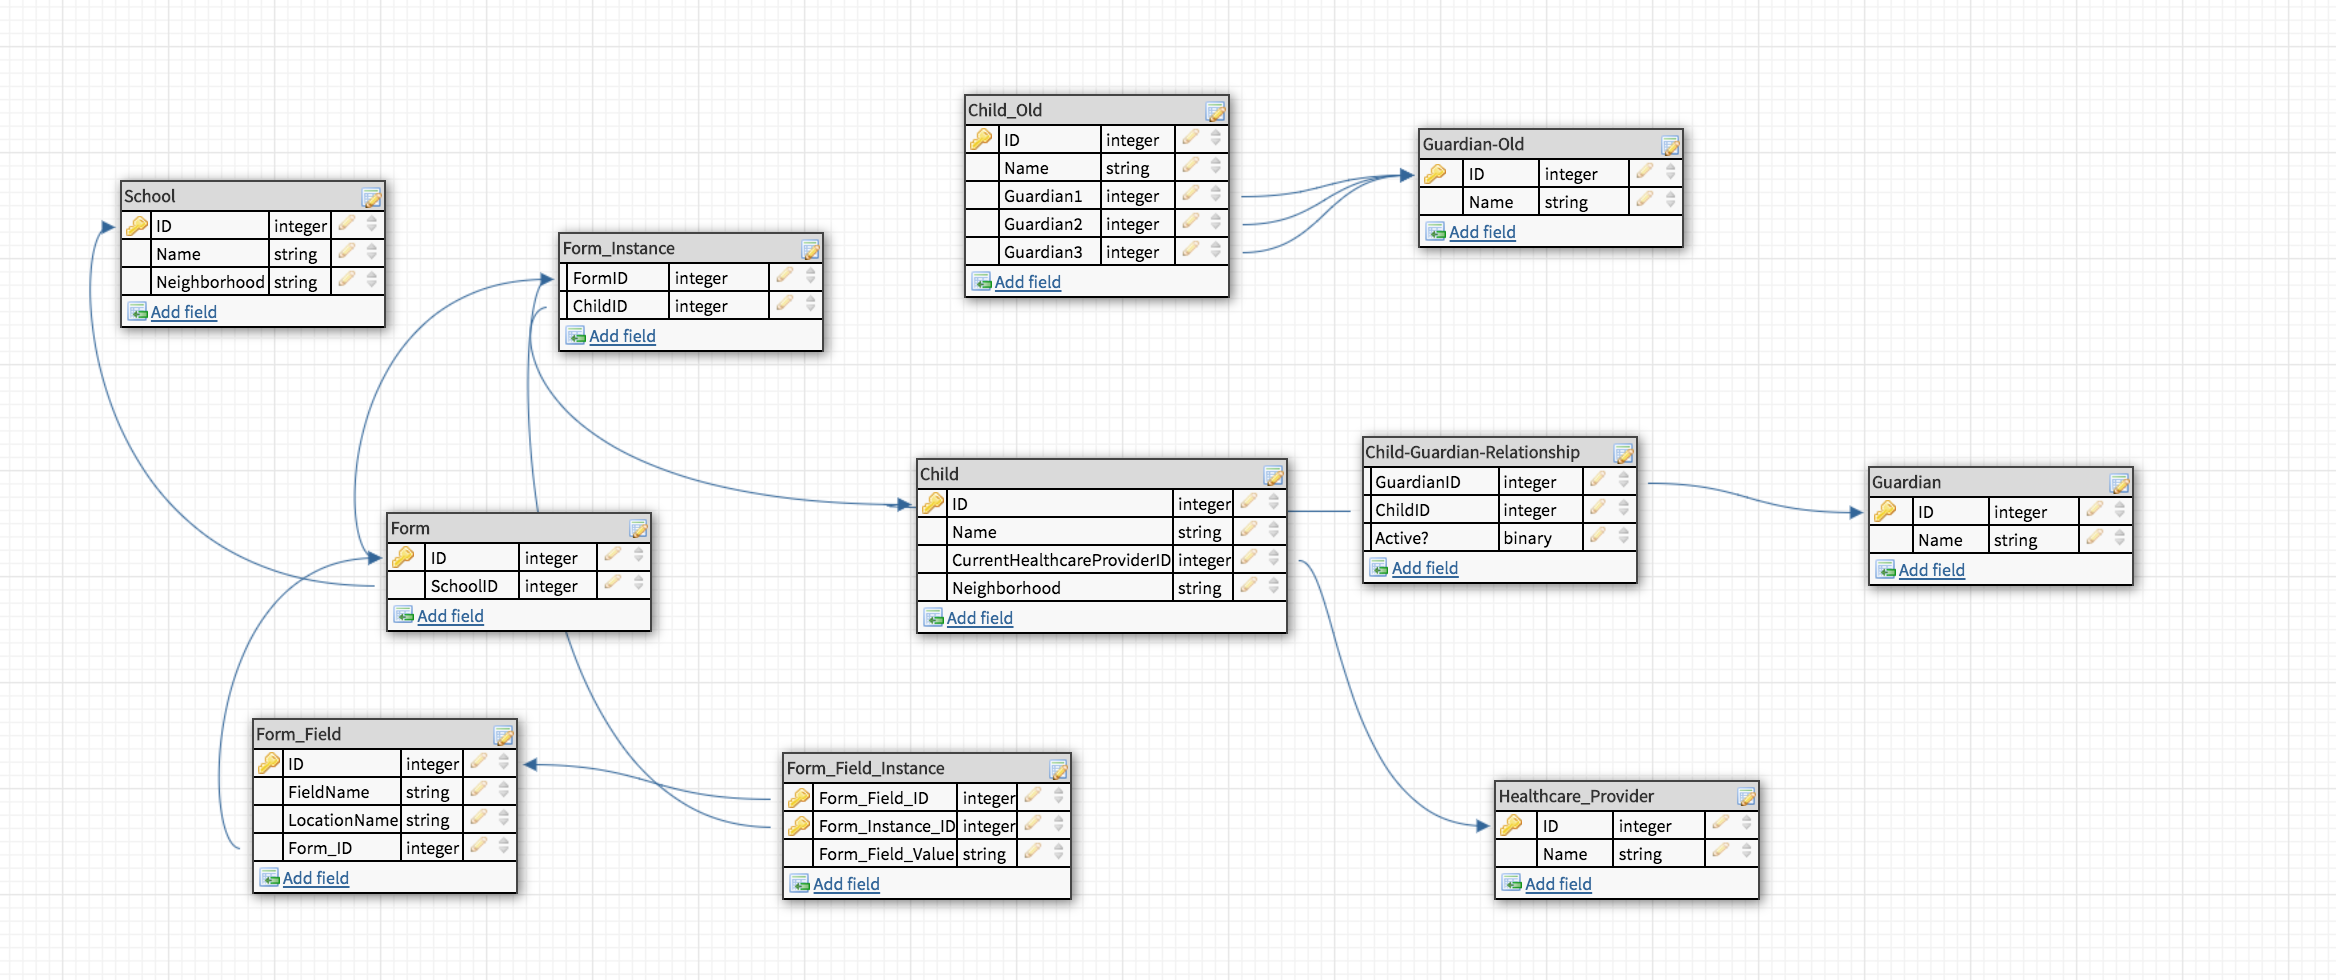 Child_Old
ID integer
Name string
Guardian1 integer
Guardian2 integer
Guardian3 integer
Add field
Guardian-Old
ID integer
Name string
Add field
School
ID integer
Name string
Neighborhood string
Add field
Form_Instance
FormID integer
ChildID integer
Add field
Child
ID integer
Name string
CurrentHealthcareProviderID integer
Neighborhood string
Add field
Child-Guardian-Relationship
GuardianID integer
ChildID integer
Active? binary
Add field
Guardian
ID integer
Name string
Add field
Form
ID integer
SchoolID integer
Add field
Form_Field
ID integer
FieldName string
LocationName string
Form_ID integer
Add field
Form_Field_Instance
Form_Field_ID integer
Form_Instance_ID integer
Form_Field_Value string
Add field
Healthcare_Provider
ID integer
Name string
Add field